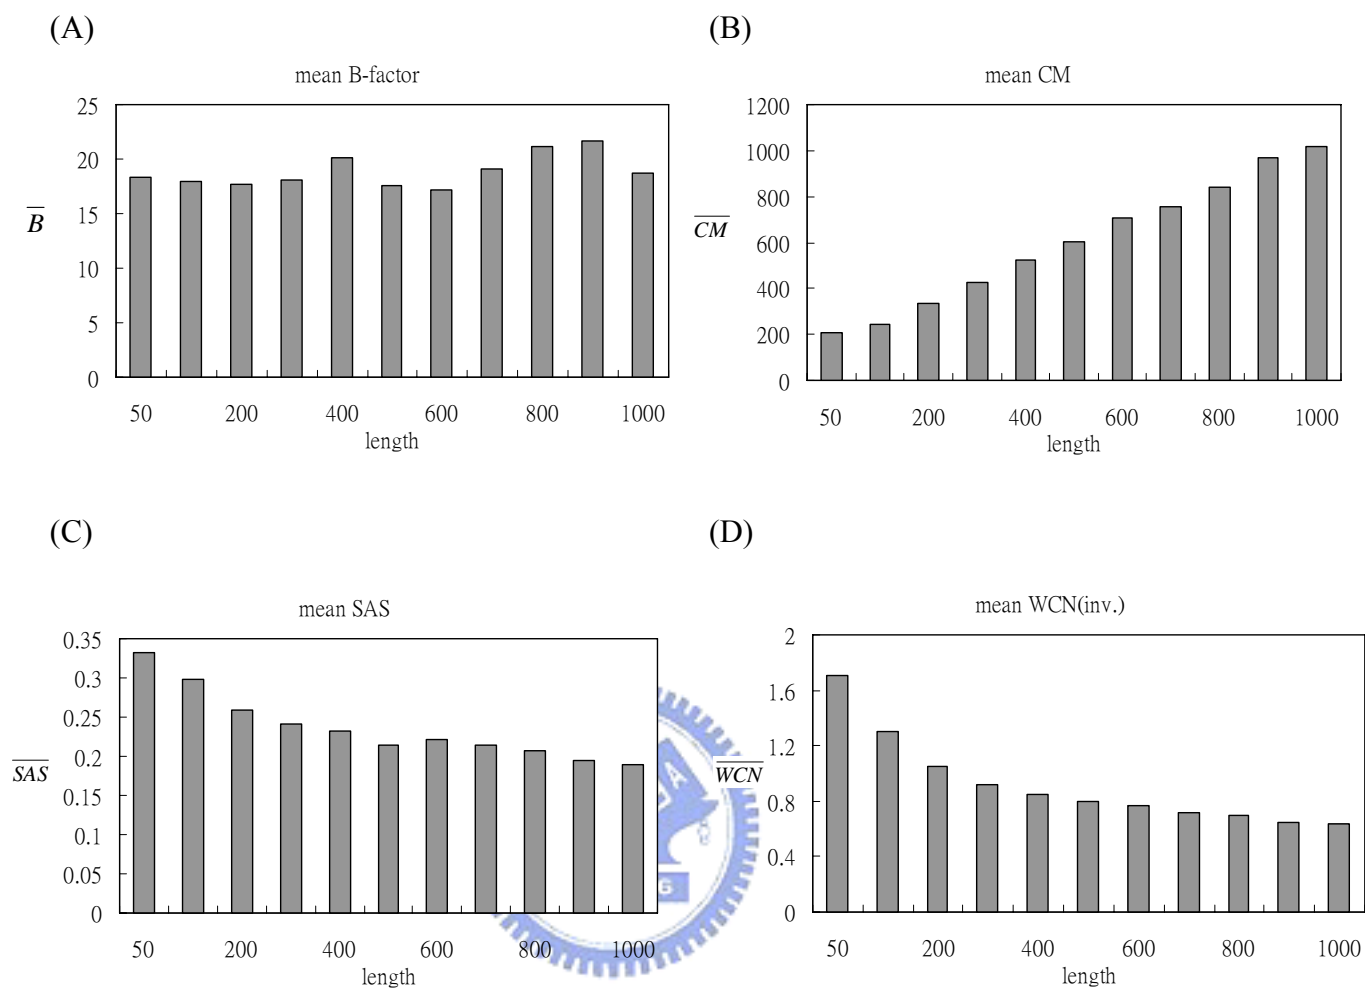 (A)
mean B-factor
25
20
15
10
5
0
B
50 200 400 600 800 1000
length
(B)
mean CM
1200
1000
800
600
400
200
0
CM
50 200 400 600 800 1000
length
(C)
mean SAS
0.35
0.3
0.25
0.2
0.15
0.1
0.05
0
SAS
50 200 400 600 800 1000
length
(D)
mean WCN(inv.)
2
1.6
1.2
0.8
0.4
0
WCN
50 200 400 600 800 1000
length